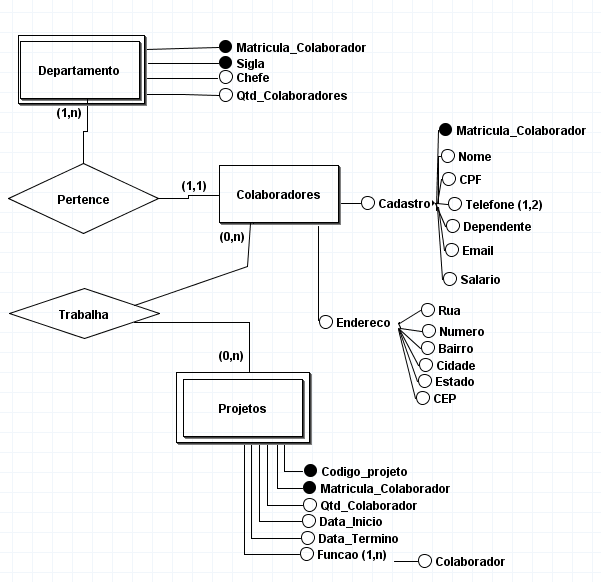 Departamento
Matricula_Colaborador
Sigla
Chefe
Qtd_Colaboradores
(1,n)
Pertence
(1,1)
Colaboradores
(0,n)
Cadastro
Matricula_Colaborador
Nome
CPF
Telefone (1,2)
Dependente
Email
Salario
Endereco
Rua
Numero
Bairro
Cidade
Estado
CEP
Trabalha
(0,n)
Projetos
Codigo_projeto
Matricula_Colaborador
Qtd_Colaborador
Data_Inicio
Data_Termino
Funcao (1,n)
Colaborador